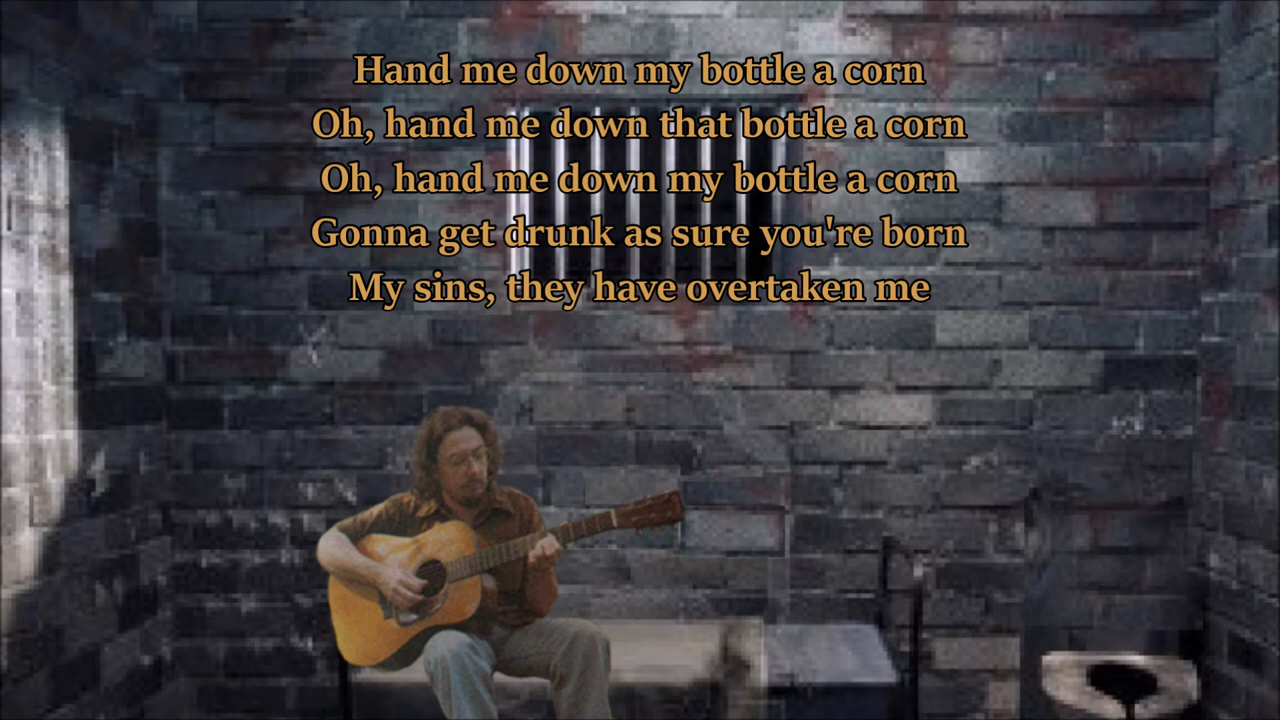 Hand me down my bottle a corn
Oh, hand me down that bottle a corn
Oh, hand me down my bottle a corn
Gonna get drunk as sure you're born
My sins, they have overtaken me